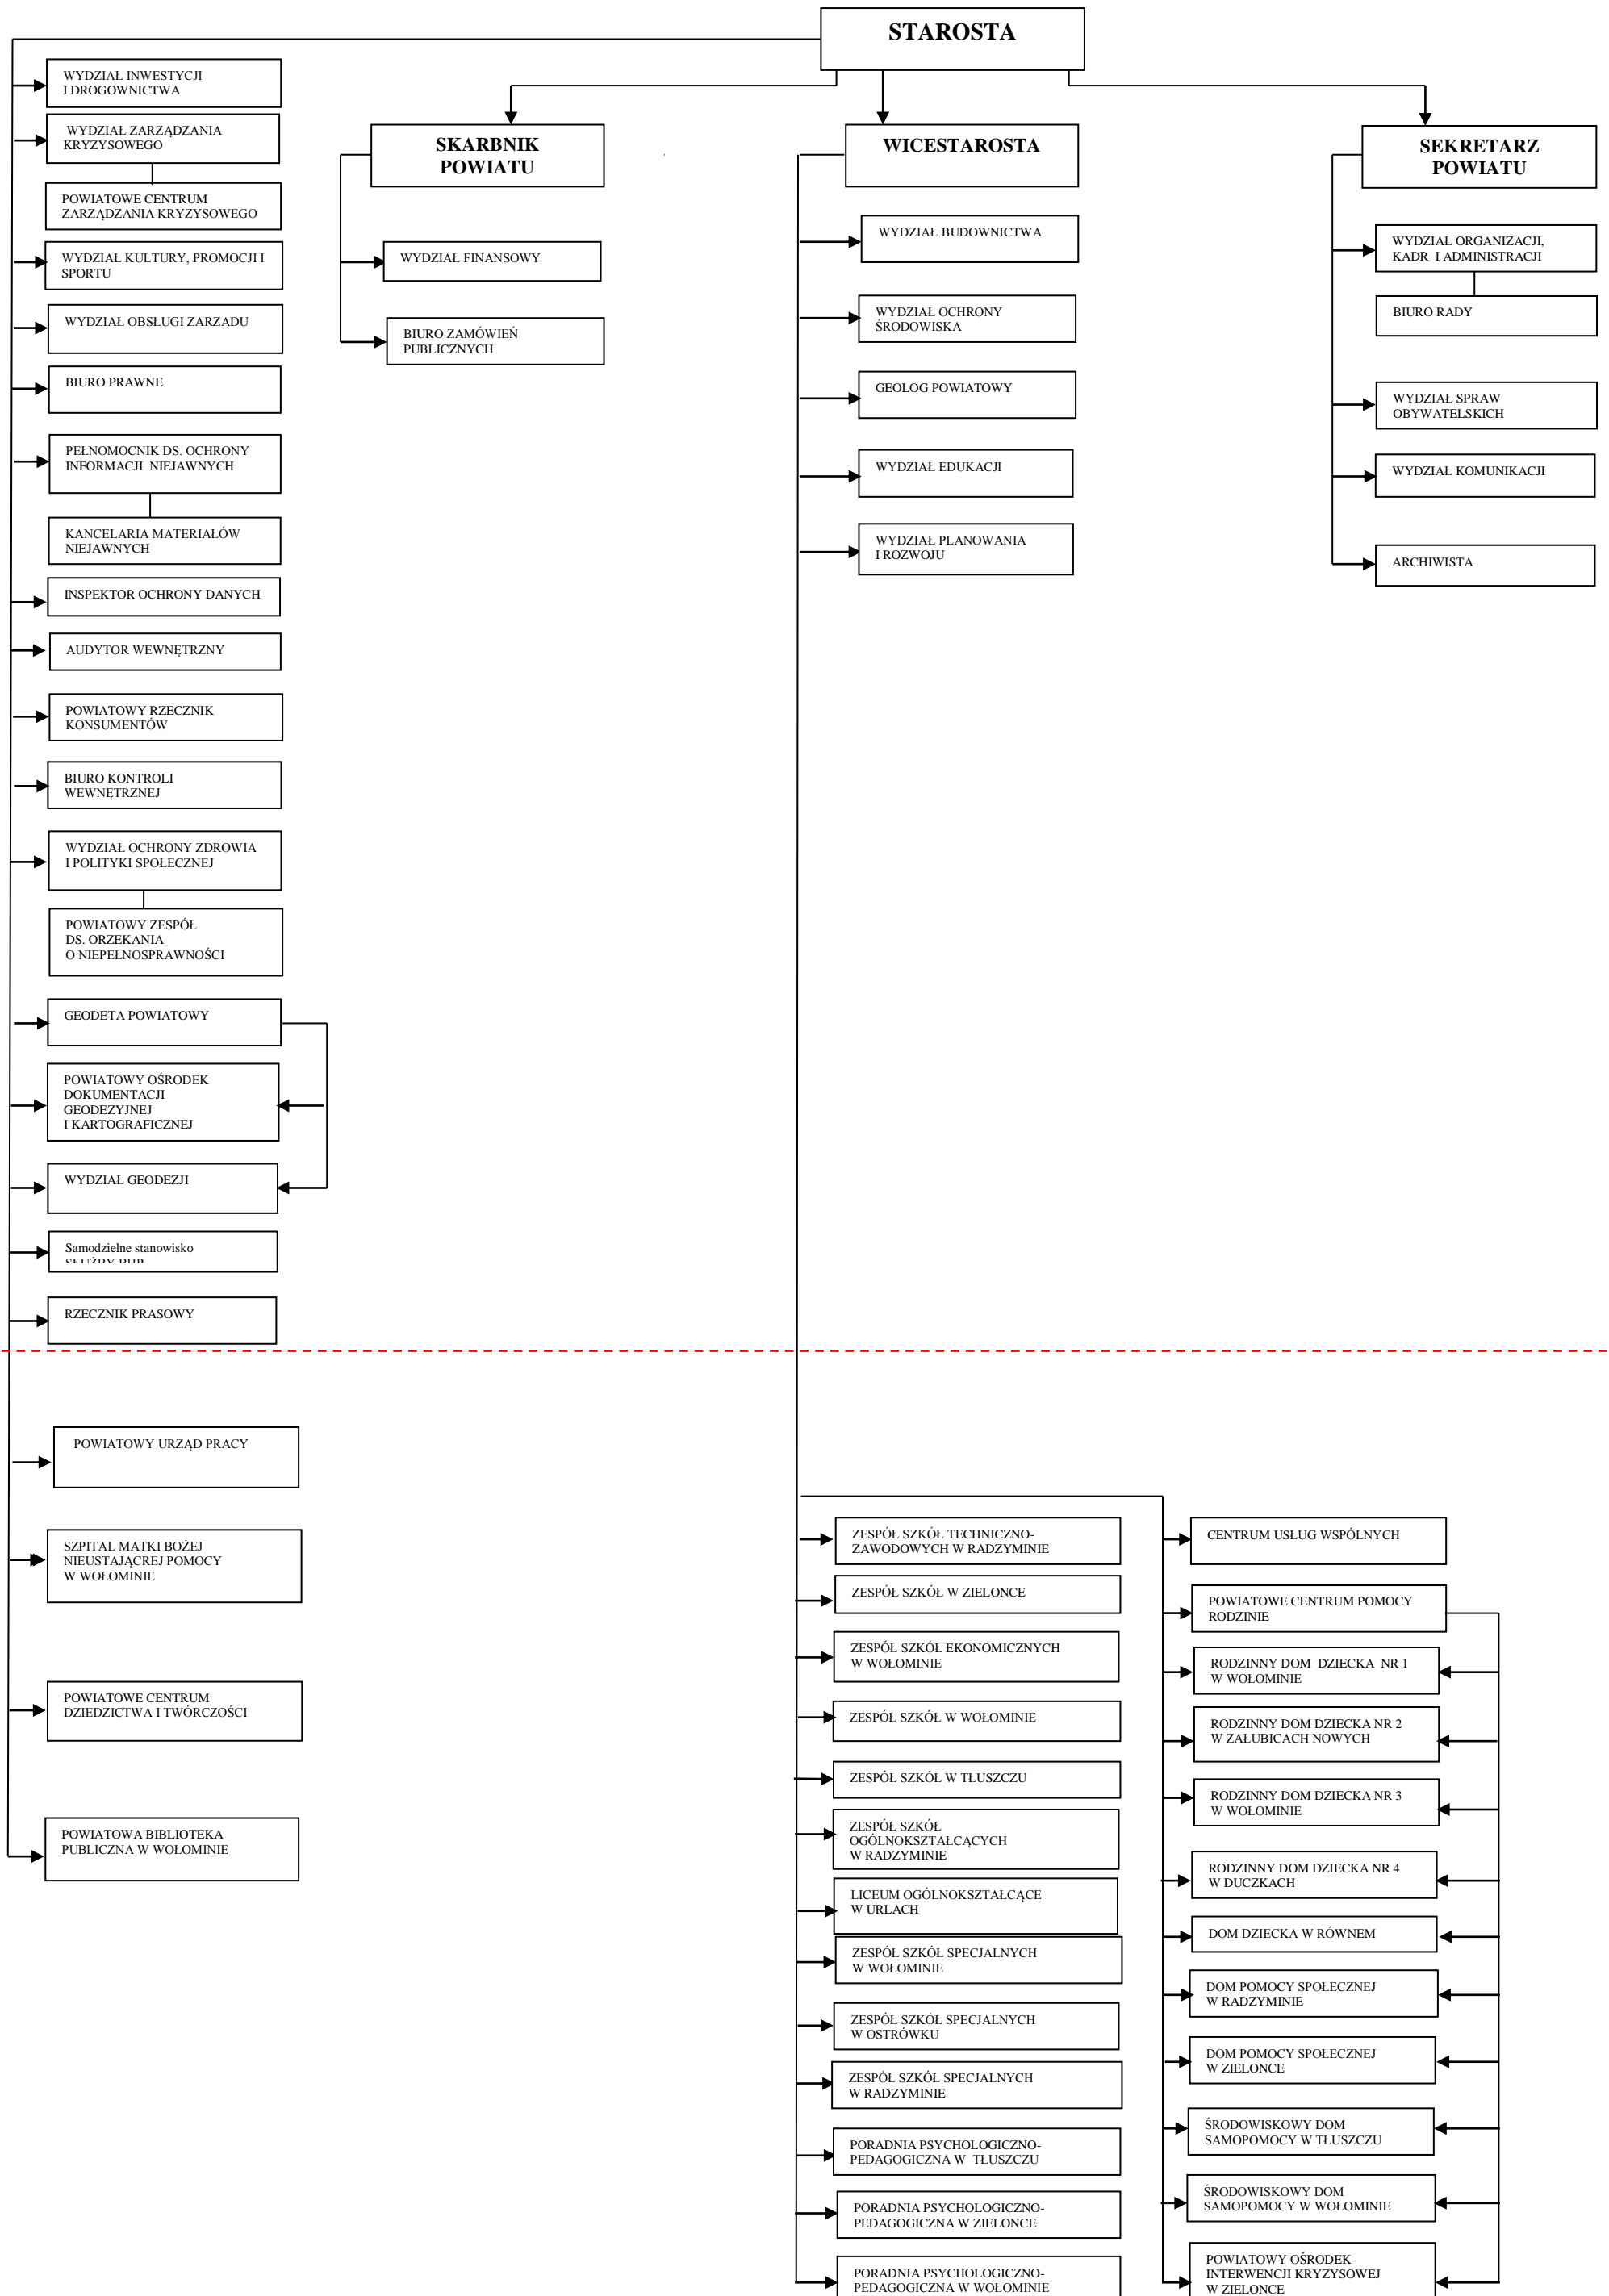 STAROSTA
WYDZIAŁ INWESTYCJI
I DROGOWNICTWA
WYDZIAŁ ZARZĄDZANIA
KRYZYSOWEGO
POWIATOWE CENTRUM
ZARZĄDZANIA KRYZYSOWEGO
WYDZIAŁ KULTURY, PROMOCJI I
SPORTU
WYDZIAŁ OBSŁUGI ZARZĄDU
BIURO PRAWNE
PEŁNOMOCNIK DS. OCHRONY
INFORMACJI NIEJAWNYCH
KANCELARIA MATERIAŁÓW
NIEJAWNYCH
INSPEKTOR OCHRONY DANYCH
AUDYTOR WEWNĘTRZNY
POWIATOWY RZECZNIK
KONSUMENTÓW
BIURO KONTROLI
WEWNĘTRZNEJ
WYDZIAŁ OCHRONY ZDROWIA
I POLITYKI SPOŁECZNEJ
POWIATOWY ZESPÓŁ
DS. ORZEKANIA
O NIEPEŁNOSPRAWNOŚCI
GEODETA POWIATOWY
POWIATOWY OŚRODEK
DOKUMENTACJI
GEODEZYJNEJ
I KARTOGRAFICZNEJ
WYDZIAŁ GEODEZJI
Samodzielne stanowisko
SŁUŻBY BHP
RZECZNIK PRASOWY
POWIATOWY URZĄD PRACY
SZPITAL MATKI BOŻEJ
NIEUSTAJĄCREJ POMOCY
W WOŁOMINIE
POWIATOWE CENTRUM
DZIEDZICTWA I TWÓRCZOŚCI
POWIATOWA BIBLIOTEKA
PUBLICZNA W WOŁOMINIE
SKARBNIK
POWIATU
WYDZIAŁ FINANSOWY
BIURO ZAMÓWIEŃ
PUBLICZNYCH
WICESTAROSTA
WYDZIAŁ BUDOWNICTWA
WYDZIAŁ OCHRONY
ŚRODOWISKA
GEOLOG POWIATOWY
WYDZIAŁ EDUKACJI
WYDZIAŁ PLANOWANIA
I ROZWOJU
SEKRETARZ
POWIATU
WYDZIAŁ ORGANIZACJI,
KADR I ADMINISTRACJI
BIURO RADY
WYDZIAŁ SPRAW
OBYWATELSKICH
WYDZIAŁ KOMUNIKACJI
ARCHIWISTA
ZESPÓŁ SZKÓŁ TECHNICZNO-
ZAWODOWYCH W RADZYMINIE
ZESPÓŁ SZKÓŁ W ZIELONCE
ZESPÓŁ SZKÓŁ EKONOMICZNYCH
W WOŁOMINIE
ZESPÓŁ SZKÓŁ W WOŁOMINIE
ZESPÓŁ SZKÓŁ W TŁUSZCZU
ZESPÓŁ SZKÓŁ
OGÓLNOKSZTAŁCĄCYCH
W RADZYMINIE
LICEUM OGÓLNOKSZTAŁCĄCE
W URLACH
ZESPÓŁ SZKÓŁ SPECJALNYCH
W WOŁOMINIE
ZESPÓŁ SZKÓŁ SPECJALNYCH
W OSTRÓWKU
ZESPÓŁ SZKÓŁ SPECJALNYCH
W RADZYMINIE
PORADNIA PSYCHOLOGICZNO-
PEDAGOGICZNA W TŁUSZCZU
PORADNIA PSYCHOLOGICZNO-
PEDAGOGICZNA W ZIELONCE
PORADNIA PSYCHOLOGICZNO-
PEDAGOGICZNA W WOŁOMINIE
CENTRUM USŁUG WSPÓLNYCH
POWIATOWE CENTRUM POMOCY
RODZINIE
RODZINNY DOM DZIECKA NR 1
W WOŁOMINIE
RODZINNY DOM DZIECKA NR 2
W ZAŁUBICACH NOWYCH
RODZINNY DOM DZIECKA NR 3
W WOŁOMINIE
RODZINNY DOM DZIECKA NR 4
W DUCZKACH
DOM DZIECKA W RÓWNEM
DOM POMOCY SPOŁECZNEJ
W RADZYMINIE
DOM POMOCY SPOŁECZNEJ
W ZIELONCE
ŚRODOWISKOWY DOM
SAMOPOMOCY W TŁUSZCZU
ŚRODOWISKOWY DOM
SAMOPOMOCY W WOŁOMINIE
POWIATOWY OŚRODEK
INTERWENCJI KRYZYSOWEJ
W ZIELONCE